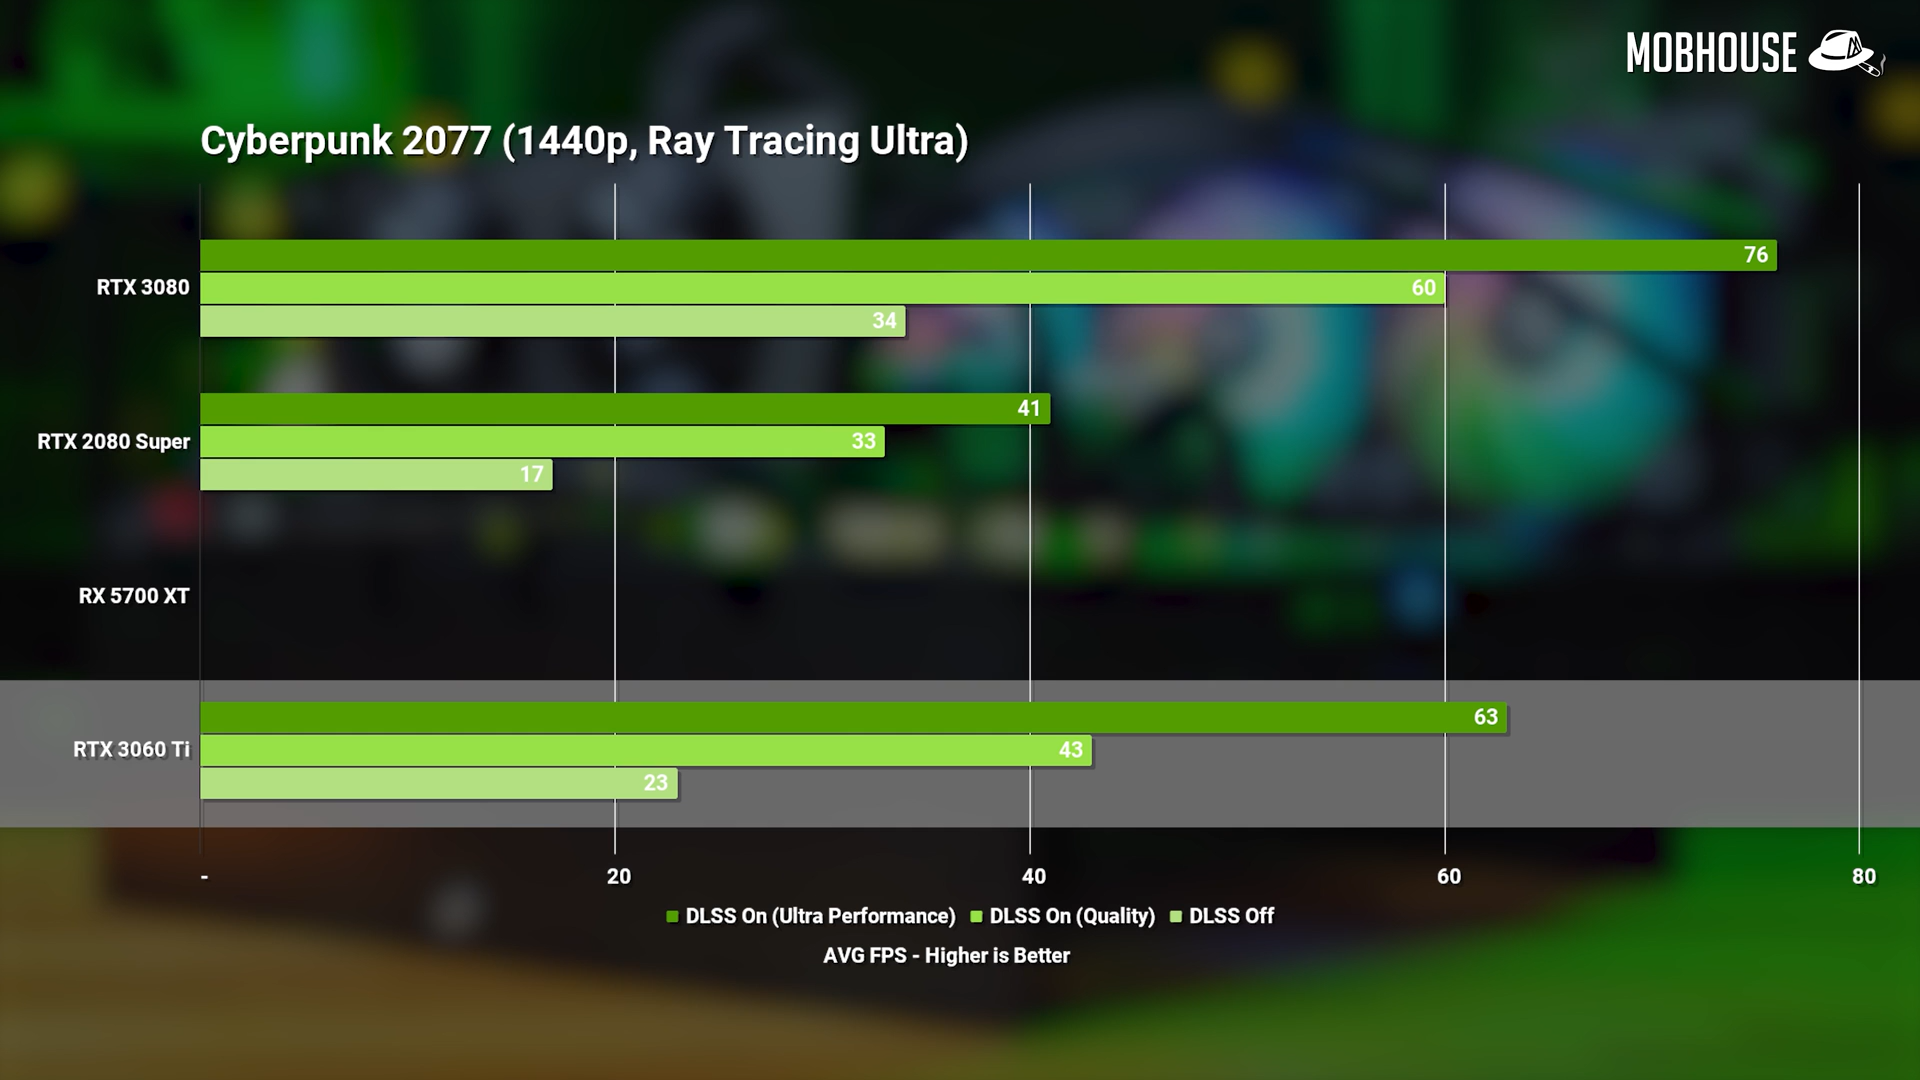 MOBHOUSE
Cyberpunk 2077 (1440p, Ray Tracing Ultra)
RTX 3080
76
60
34
RTX 2080 Super
41
33
17
RX 5700 XT
RTX 3060 Ti
63
43
23
- 20 40 60 80
DLSS On (Ultra Performance) DLSS On (Quality) DLSS Off
AVG FPS - Higher is Better